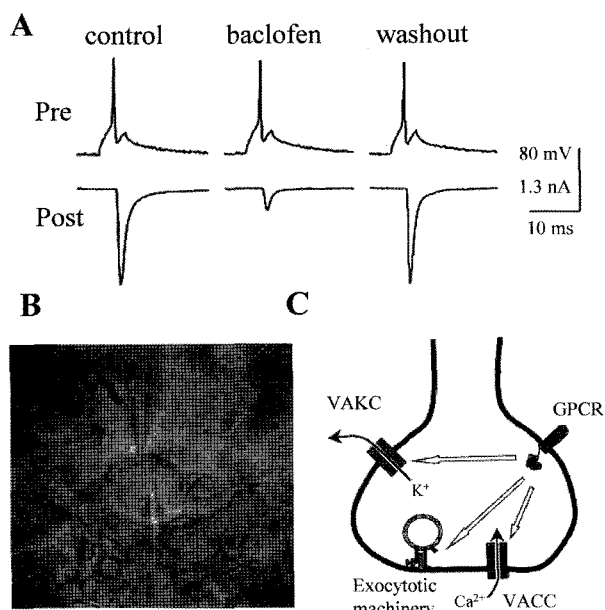 A
control baclofen washout
Pre
80 mV
1.3 nA
Post
10 ms
B
C
VAKC
GPCR
K+
Exocytotic
machinery
Ca2+
VACC